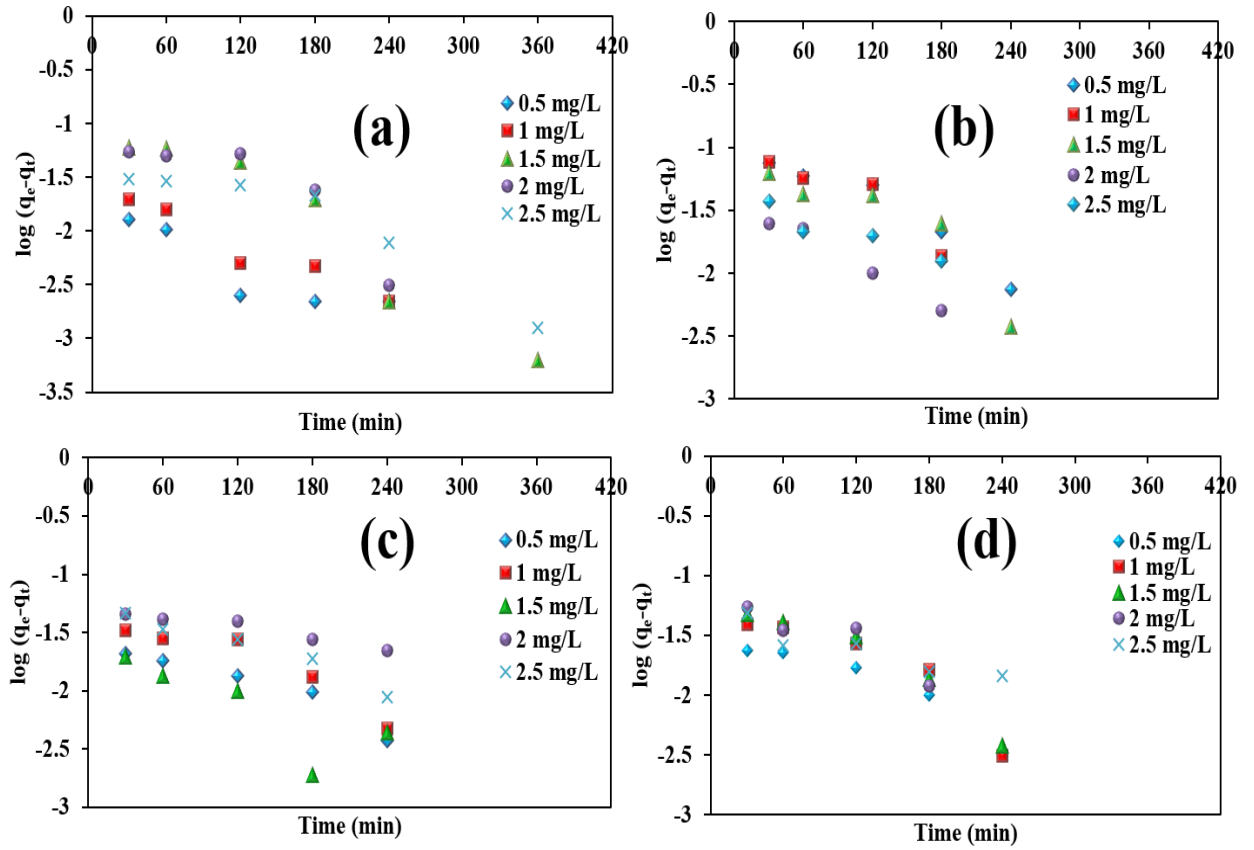 0
0 60 120 180 240 300 360 420
-0.5
-1
-1.5
-2
-2.5
-3
-3.5
log (qe-qt)
Time (min)
(a)
0.5 mg/L
1 mg/L
1.5 mg/L
2 mg/L
2.5 mg/L
0
0 60 120 180 240 300 360 420
-0.5
-1
-1.5
-2
-2.5
-3
log (qe-qt)
Time (min)
(b)
0.5 mg/L
1 mg/L
1.5 mg/L
2 mg/L
2.5 mg/L
0
0 60 120 180 240 300 360 420
-0.5
-1
-1.5
-2
-2.5
-3
log (qe-qt)
Time (min)
(c)
0.5 mg/L
1 mg/L
1.5 mg/L
2 mg/L
2.5 mg/L
0
0 60 120 180 240 300 360 420
-0.5
-1
-1.5
-2
-2.5
-3
log (qe-qt)
Time (min)
(d)
0.5 mg/L
1 mg/L
1.5 mg/L
2 mg/L
2.5 mg/L